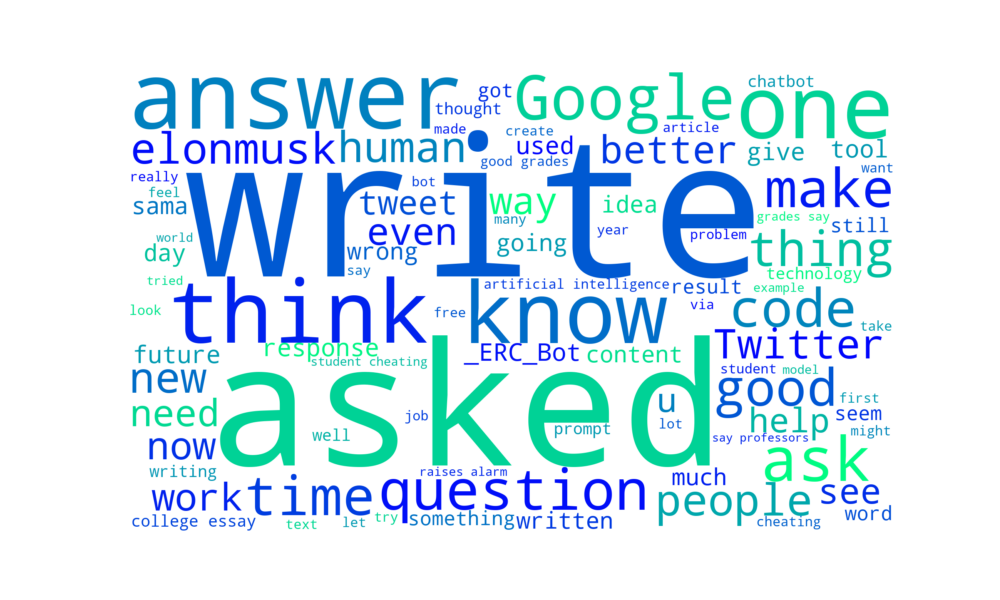 answer got Google chatbot one
thought
made create article
elonmusk human good grades used better give tool
really write bot want
feel
sama tweet way many idea make
grades say
world even year problem still
day wrong going thing
say technology
tried think artificial intelligence result example
look know free via code take
future response _ERC_Bot content Twitter
student cheating student model
new asked u good first
need job lot help seem
well prompt might
now say professors
writing raises alarm ask
work time question much people see
college essay text let try something written cheating word